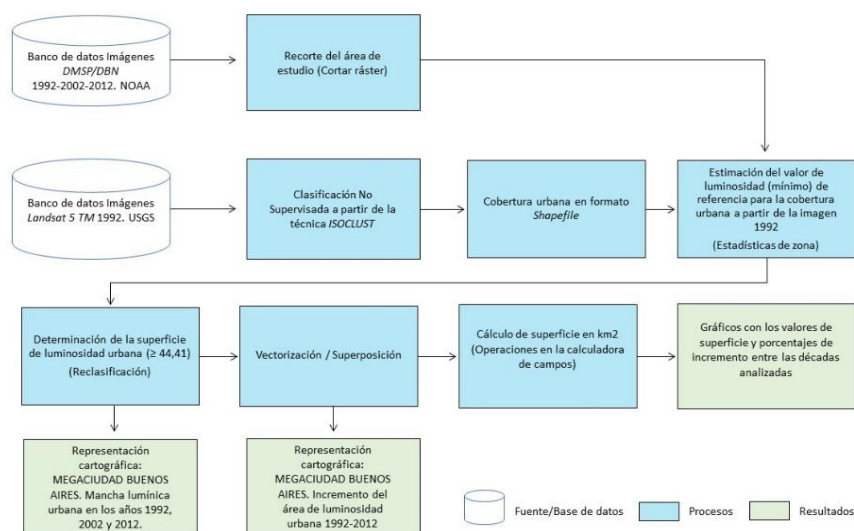 Banco de datos Imágenes
DMSP/DBN
1992-2002-2012. NOAA
Recorte del área de
estudio (Cortar ráster)
Banco de datos Imágenes
Landsat 5 TM 1992. USGS
Clasificación No
Supervisada a partir de la
técnica ISOCLUST
Cobertura urbana en formato
Shapefile
Estimación del valor de
luminosidad (mínimo) de
referencia para la cobertura
urbana a partir de la imagen
1992
(Estadísticas de zona)
Determinación de la superficie
de luminosidad urbana (≥ 44,41)
(Reclasificación)
Vectorización / Superposición
Cálculo de superficie en km2
(Operaciones en la calculadora
de campos)
Gráficos con los valores de
superficie y porcentajes de
incremento entre las décadas
analizadas
Representación
cartográfica:
MEGACIUDAD BUENOS
AIRES. Mancha lumínica
urbana en los años 1992,
2002 y 2012.
Representación
cartográfica:
MEGACIUDAD BUENOS
AIRES. Incremento del
área de luminosidad
urbana 1992-2012
Fuente/Base de datos
Procesos
Resultados